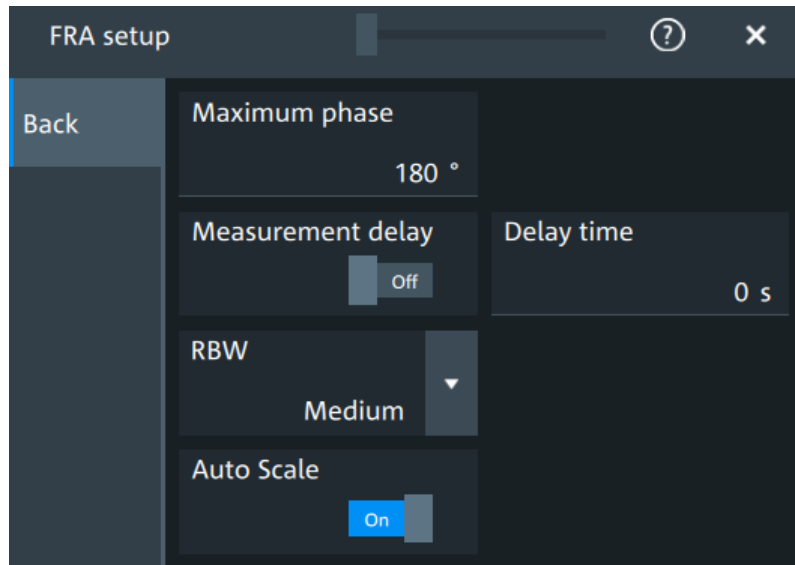 FRA setup
?
×
Back
Maximum phase
180 °
Measurement delay
Off
Delay time
0 s
RBW
Medium
Auto Scale
On